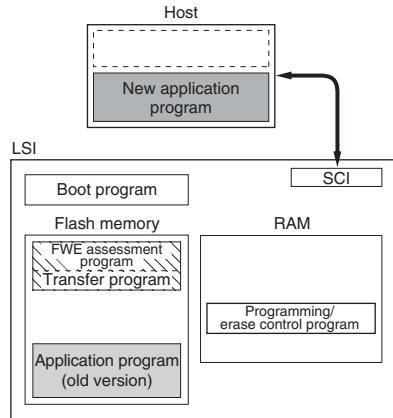 Host
New application
program
LSI
SCI
Boot program
Flash memory
FWE assessment
program
Transfer program
Application program
(old version)
RAM
Programming/
erase control program